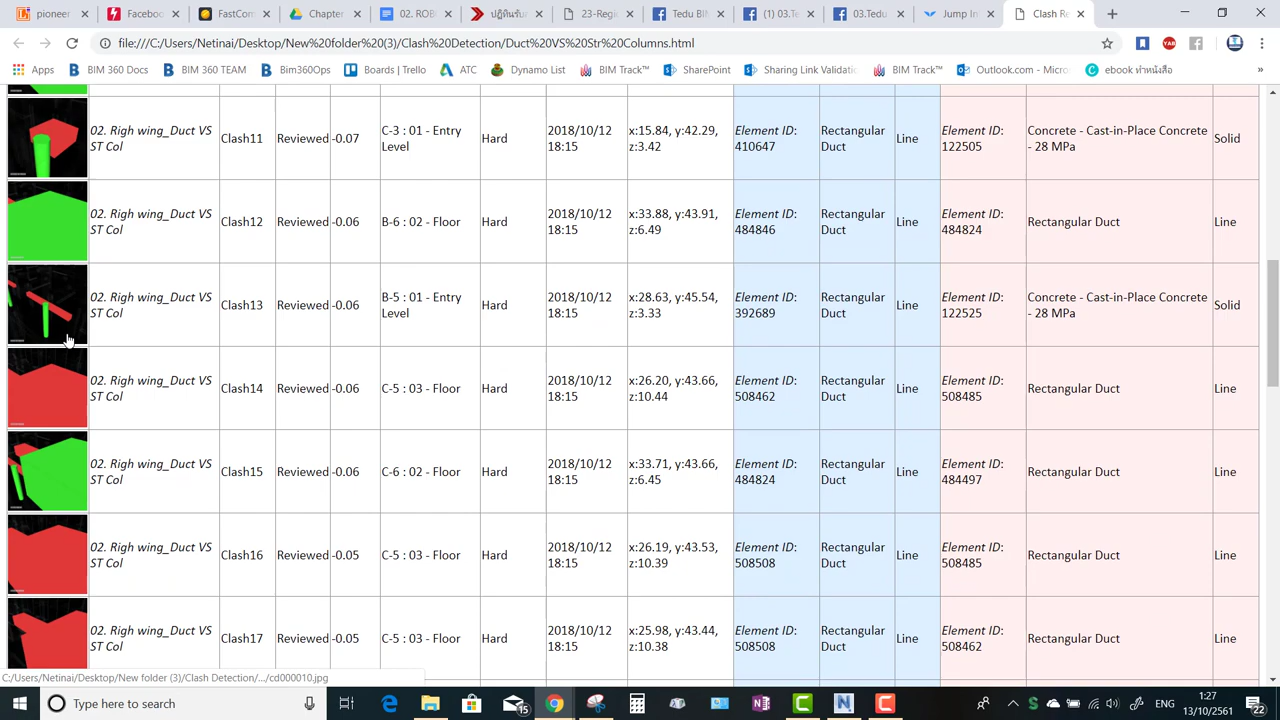 pinter
Faceboo
FastCom
Chapter
02. ROB
ปฏิทินกำ
23-Regi
Tedu BI
(1) 03.Te
03.Tedu
Jump In
Clash Re
file:///C:/Users/Netinai/Desktop/New%20folder (3)/Clash Detection/Duct%20VS%20Str%20Columns.html
YAB
Apps
BIM 360 Docs
BIM 360 TEAM
Bim360Ops
Boards | Trello
ATC
Dynamo List
BIM Track™
SharePoint
Sharing Link Validati
BIM Track™
Outlook.com - Micro
ebook ฟาทนังสือ
02. Righ wing_Duct VS ST Col Clash11 Reviewed -0.07 C-3 : 01 - Entry Level Hard 2018/10/12 18:15 x:15.84, y:42.29, z:3.42 Element ID: 410647 Rectangular Duct Line Element ID: 122505 Concrete - Cast-in-Place Concrete - 28 MPa Solid
02. Righ wing_Duct VS ST Col Clash12 Reviewed -0.06 B-6 : 02 - Floor Hard 2018/10/12 18:15 x:33.88, y:43.91, z:6.49 Element ID: 484846 Rectangular Duct Line Element ID: 484824 Rectangular Duct Line
02. Righ wing_Duct VS ST Col Clash13 Reviewed -0.06 B-5 : 01 - Entry Level Hard 2018/10/12 18:15 x:28.63, y:45.54, z:3.33 Element ID: 392689 Rectangular Duct Line Element ID: 122525 Concrete - Cast-in-Place Concrete - 28 MPa Solid
02. Righ wing_Duct VS ST Col Clash14 Reviewed -0.06 C-5 : 03 - Floor Hard 2018/10/12 18:15 x:26.20, y:43.66, z:10.44 Element ID: 508462 Rectangular Duct Line Element ID: 508485 Rectangular Duct Line
02. Righ wing_Duct VS ST Col Clash15 Reviewed -0.06 C-6 : 02 - Floor Hard 2018/10/12 18:15 x:33.71, y:43.66, z:6.45 Element ID: 484824 Rectangular Duct Line Element ID: 484497 Rectangular Duct Line
02. Righ wing_Duct VS ST Col Clash16 Reviewed -0.05 C-5 : 03 - Floor Hard 2018/10/12 18:15 x:26.19, y:43.53, z:10.39 Element ID: 508508 Rectangular Duct Line Element ID: 508485 Rectangular Duct Line
02. Righ wing_Duct VS ST Col Clash17 Reviewed -0.05 C-5 : 03 - Floor Hard 2018/10/12 18:15 x:25.98, y:43.44, z:10.38 Element ID: 508508 Rectangular Duct Line Element ID: 508462 Rectangular Duct Line
C:/Users/Netinai/Desktop/New folder (3)/Clash Detection/.../cd000010.jpg
Type here to search
15
1:27
13/10/2561
22